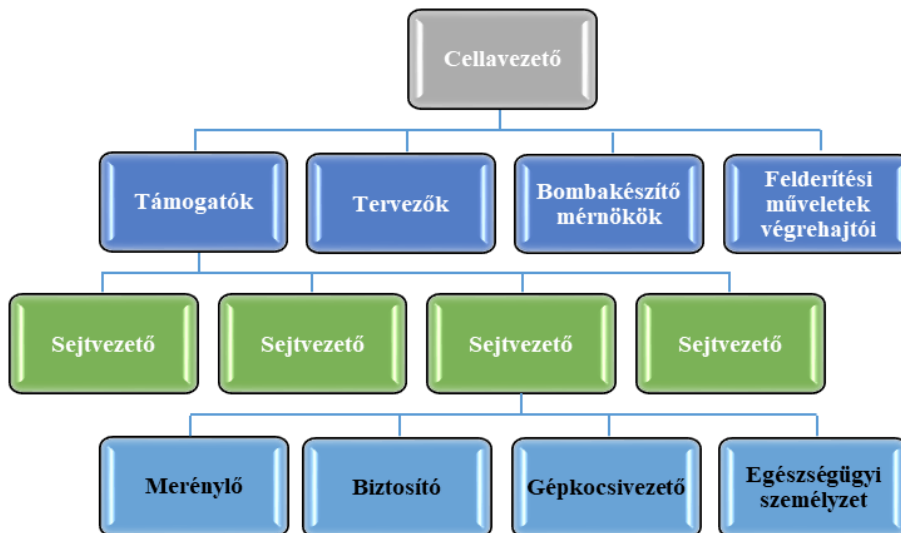 Cellavezető
Támogatók
Tervezők
Bombakészítő
mérnökök
Felderítési
műveletek
végrehajtói
Sejtvezető
Sejtvezető
Sejtvezető
Sejtvezető
Merénylő
Biztosító
Gépkocsivezető
Egészségügyi
személyzet